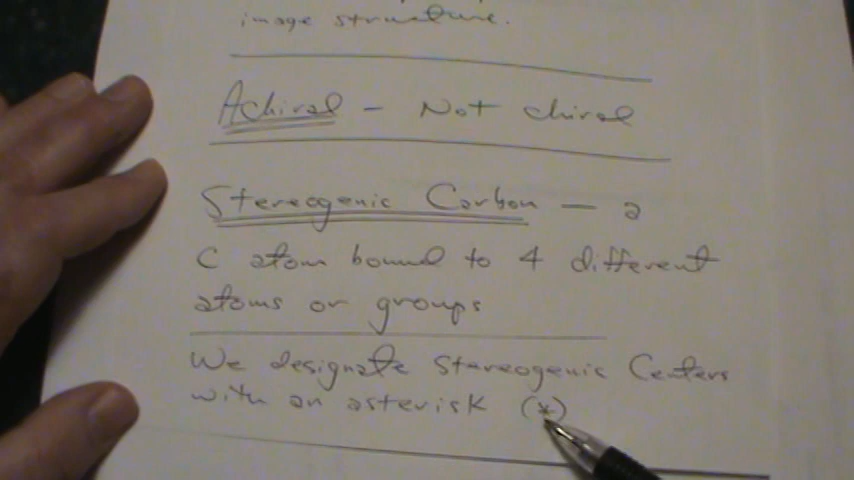 image structure.
Achiral - Not chiral
Stereogenic Carbon - a
C atom bound to 4 different
atoms or groups
We designate Stereogenic Centers
with an asterisk (*)